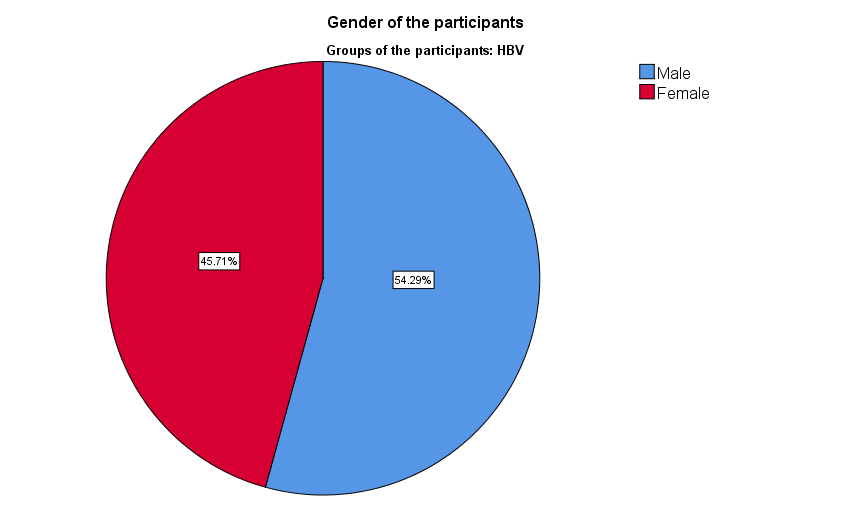 Gender of the participants
Groups of the participants: HBV
Male
Female
45.71%
54.29%